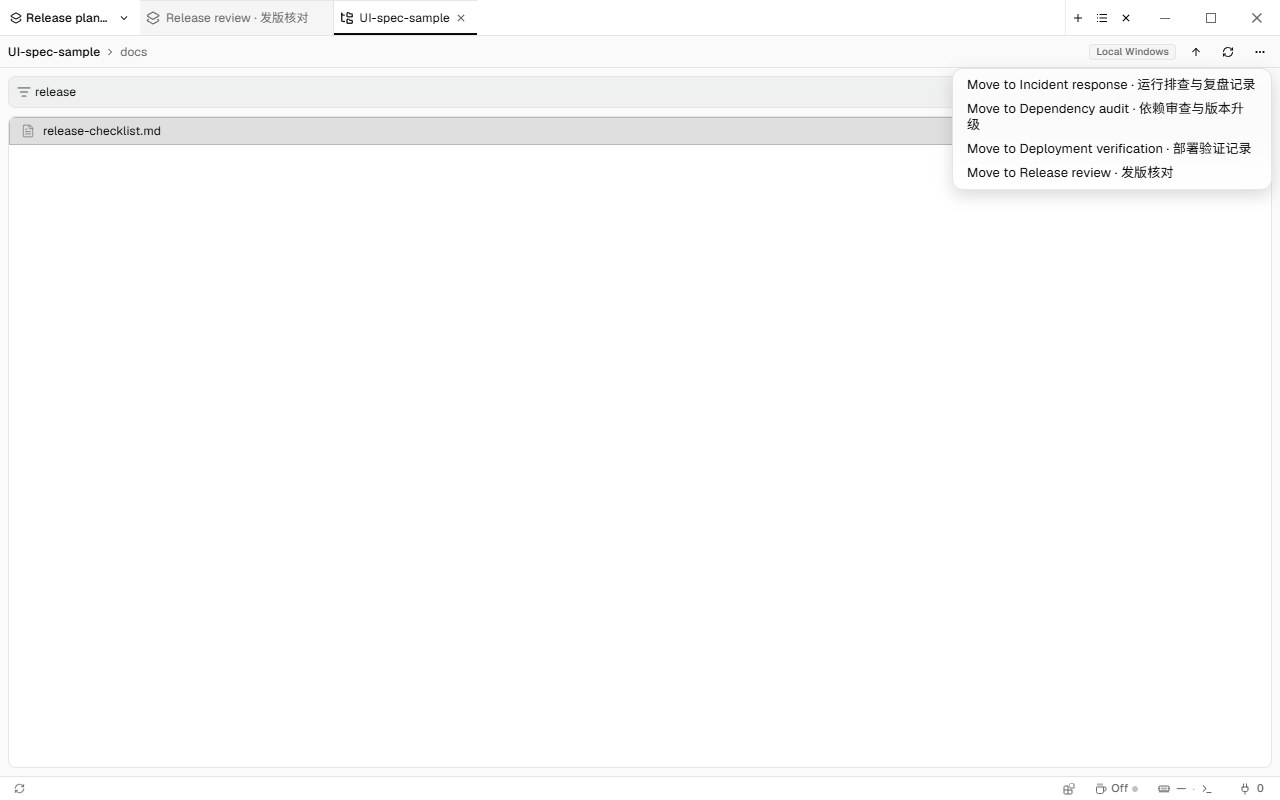 Release plan...
Release review · 发版核对
UI-spec-sample
UI-spec-sample > docs
Local Windows
release
release-checklist.md
Move to Incident response · 运行排查与复盘记录
Move to Dependency audit · 依赖审查与版本升
级
Move to Deployment verification · 部署验证记录
Move to Release review · 发版核对
Off
— ·
0